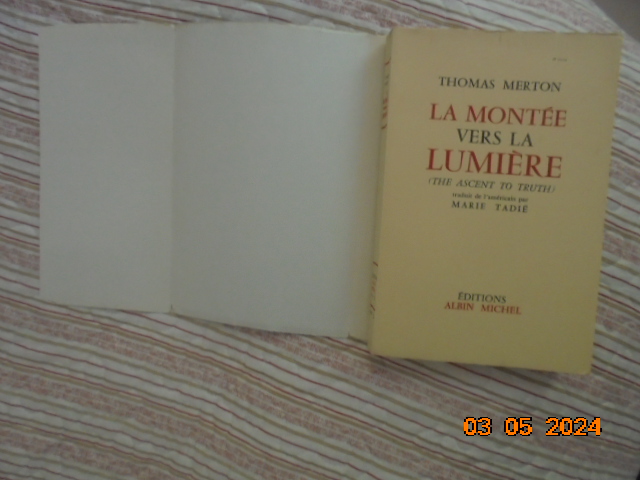 THOMAS MERTON
LA MONTÉE
VERS LA
LUMIÈRE
(THE ASCENT TO TRUTH)
traduit de l'américain par
MARIE TADIÉ
ÉDITIONS
ALBIN MICHEL
03 05 2024